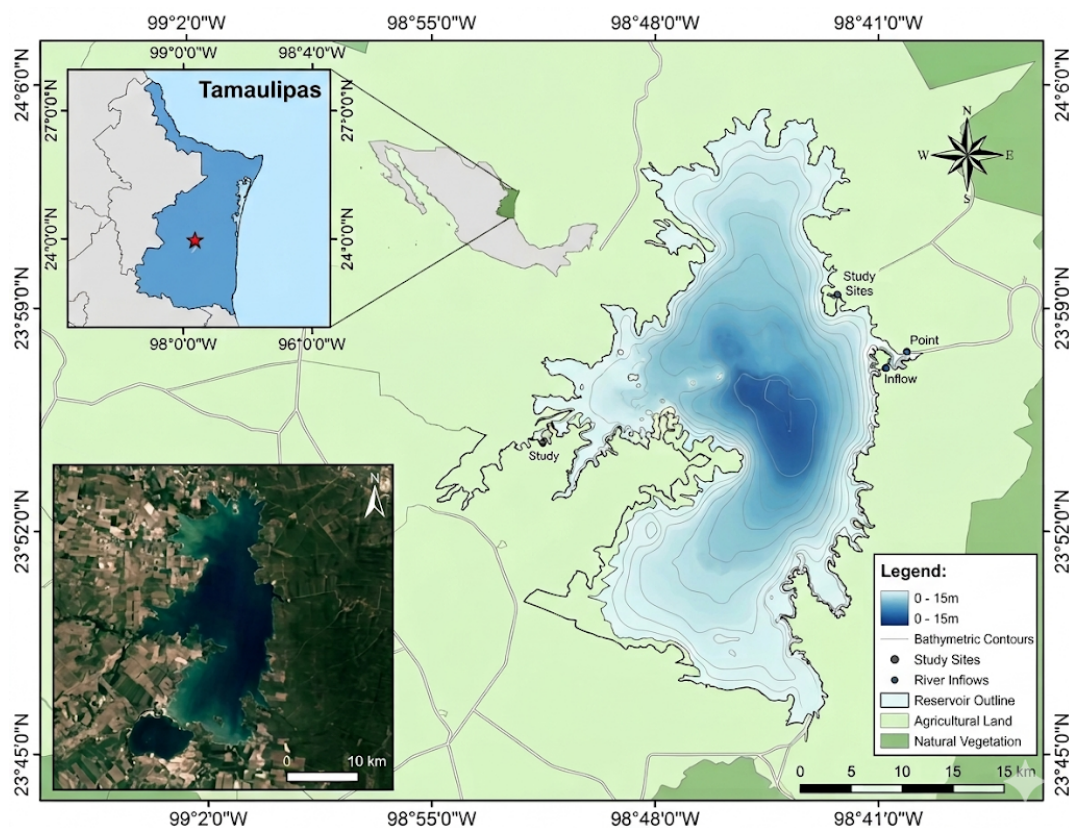 99°2'0"W 98°55'0"W 98°48'0"W 98°41'0"W
99°0'0"W 98°4'0"W
Tamaulipas
27°0'0"N
24°0'0"N
27°0'0"N
24°0'0"N
98°0'0"W 96°0'0"W
24°6'0"N
23°59'0"N
23°52'0"N
23°45'0"N
24°6'0"N
23°59'0"N
23°52'0"N
23°45'0"N
N
W E
S
Study
Sites
Point
Inflow
Study
N
0 10 km
Legend:
0 - 15m
0 - 15m
Bathymetric Contours
Study Sites
River Inflows
Reservoir Outline
Agricultural Land
Natural Vegetation
0 5 10 15 15 km
99°2'0"W 98°55'0"W 98°48'0"W 98°41'0"W